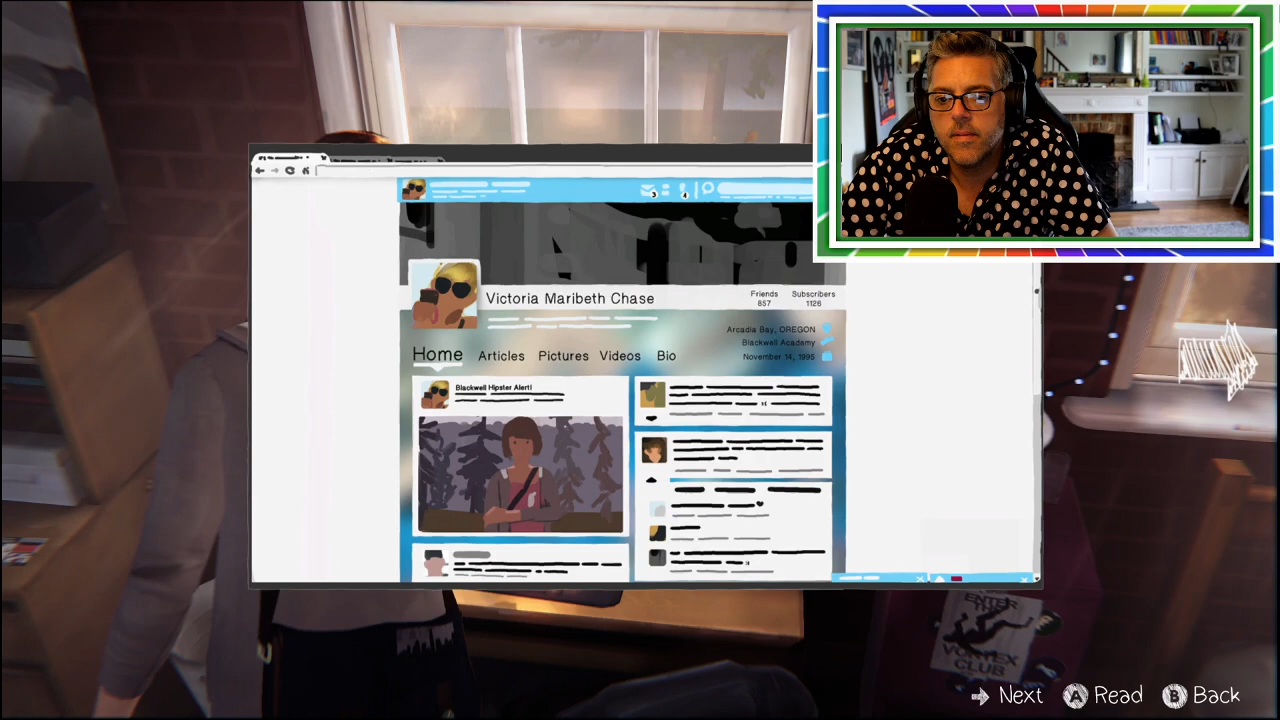 Victoria Maribeth Chase
Friends
857
Subscribers
1126
Arcadia Bay, OREGON
Blackwell Academy
November 14, 1995
Home Articles Pictures Videos Bio
Blackwell Hipster Alert!
ENTER
THE
VORTEX
CLUB
Next A Read B Back